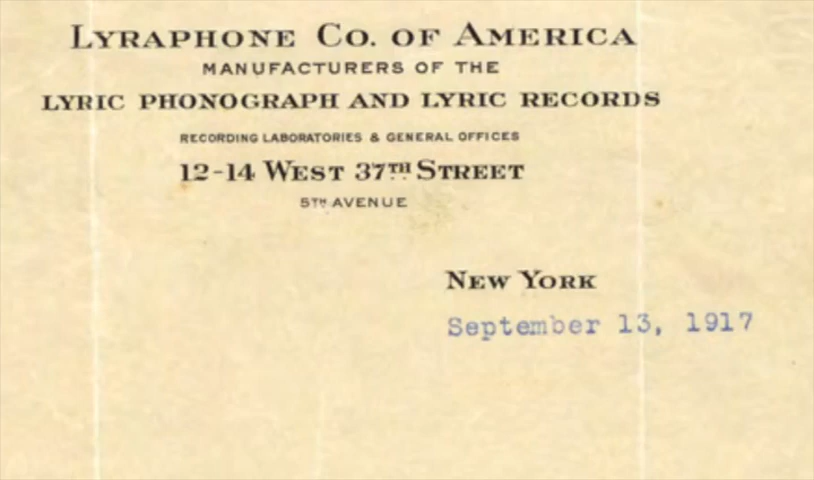 LYRAPHONE CO. OF AMERICA
MANUFACTURERS OF THE
LYRIC PHONOGRAPH AND LYRIC RECORDS
RECORDING LABORATORIES & GENERAL OFFICES
12-14 WEST 37TH STREET
5TH AVENUE
NEW YORK
September 13, 1917